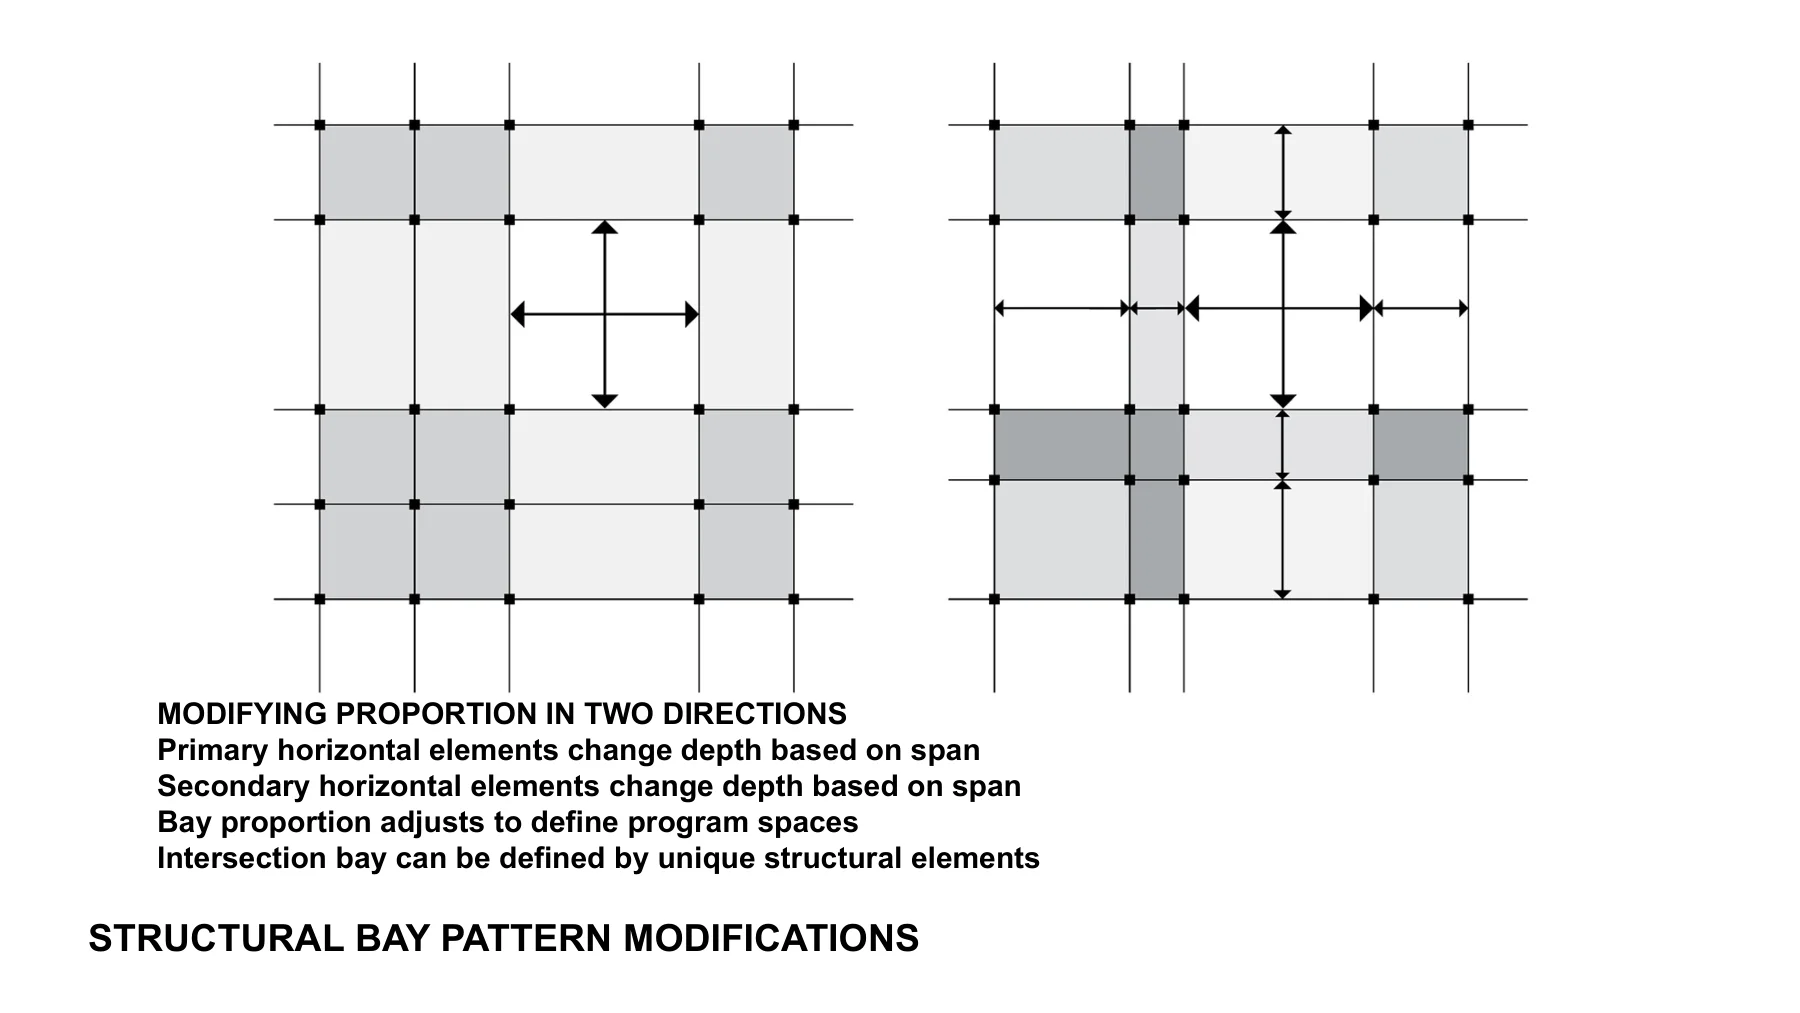 MODIFYING PROPORTION IN TWO DIRECTIONS
Primary horizontal elements change depth based on span
Secondary horizontal elements change depth based on span
Bay proportion adjusts to define program spaces
Intersection bay can be defined by unique structural elements
STRUCTURAL BAY PATTERN MODIFICATIONS